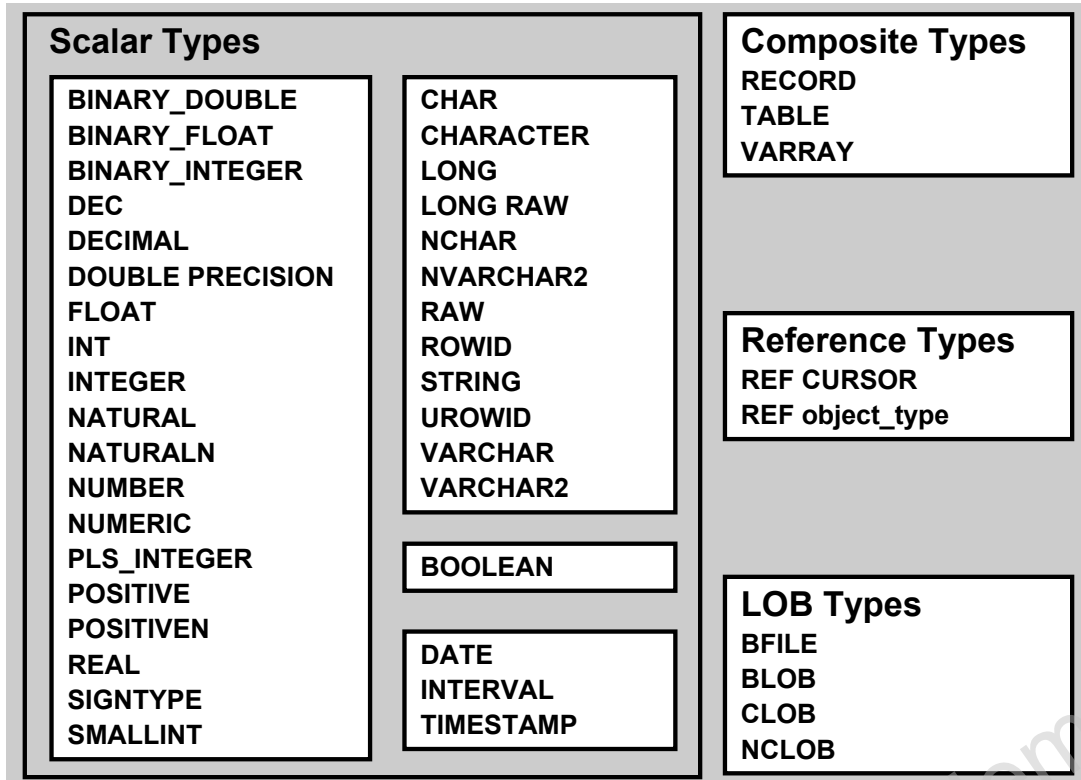 Scalar Types
BINARY_DOUBLE
BINARY_FLOAT
BINARY_INTEGER
DEC
DECIMAL
DOUBLE PRECISION
FLOAT
INT
INTEGER
NATURAL
NATURALN
NUMBER
NUMERIC
PLS_INTEGER
POSITIVE
POSITIVEN
REAL
SIGNTYPE
SMALLINT
CHAR
CHARACTER
LONG
LONG RAW
NCHAR
NVARCHAR2
RAW
ROWID
STRING
UROWID
VARCHAR
VARCHAR2
BOOLEAN
DATE
INTERVAL
TIMESTAMP
Composite Types
RECORD
TABLE
VARRAY
Reference Types
REF CURSOR
REF object_type
LOB Types
BFILE
BLOB
CLOB
NCLOB